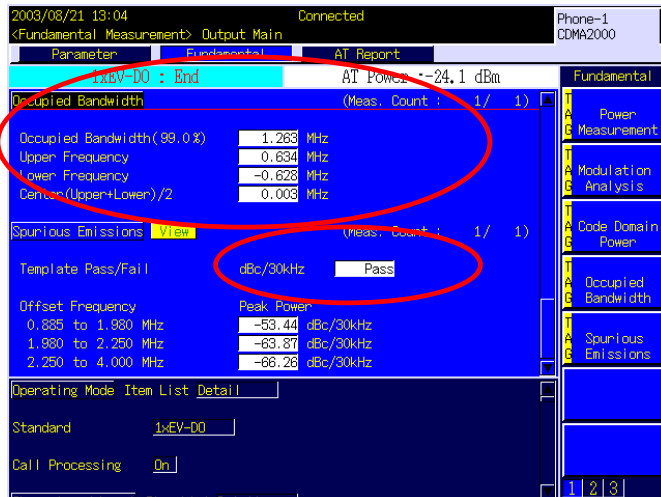 2003/08/21 13:04 Connected Phone-1
<Fundamental Measurement> Output Main CDMA2000
Parameter Fundamental AT Report
1xEV-DO : End AT Power :-24.1 dBm Fundamental
Occupied Bandwidth (Meas. Count : 1/ 1)
Occupied Bandwidth(99.0%) 1.263 MHz
Upper Frequency 0.634 MHz
Lower Frequency -0.628 MHz
Center(Upper+Lower)/2 0.003 MHz
Spurious Emissions View (Meas. Count : 1/ 1)
Template Pass/Fail dBc/30kHz Pass
Offset Frequency Peak Power
0.885 to 1.980 MHz -53.44 dBc/30kHz
1.980 to 2.250 MHz -63.87 dBc/30kHz
2.250 to 4.000 MHz -66.26 dBc/30kHz
Operating Mode Item List Detail
Standard 1xEV-DO
Call Processing On
TAG Power
Measurement
TAG Modulation
Analysis
TAG Code Domain
Power
TAG Occupied
Bandwidth
TAG Spurious
Emissions
1 2 3